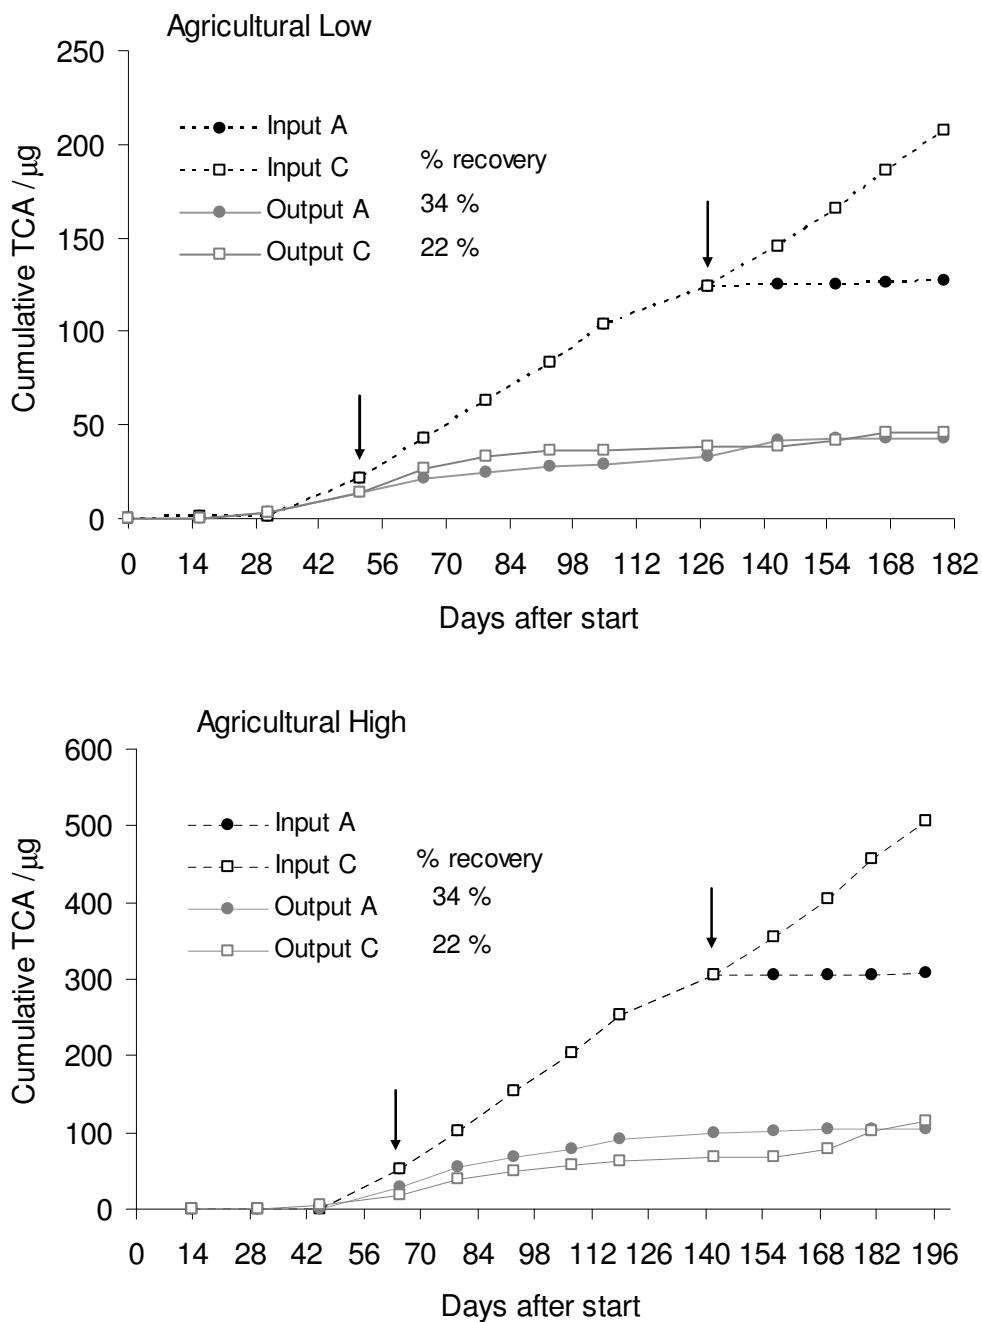 Agricultural Low
250
200
150
100
50
0
Cumulative TCA /µg
Input A
Input C
Output A
Output C
% recovery
34 %
22 %
0 14 28 42 56 70 84 98 112 126 140 154 168 182
Days after start
Agricultural High
600
500
400
300
200
100
0
Cumulative TCA /µg
Input A
Input C
Output A
Output C
% recovery
34 %
22 %
0 14 28 42 56 70 84 98 112 126 140 154 168 182 196
Days after start